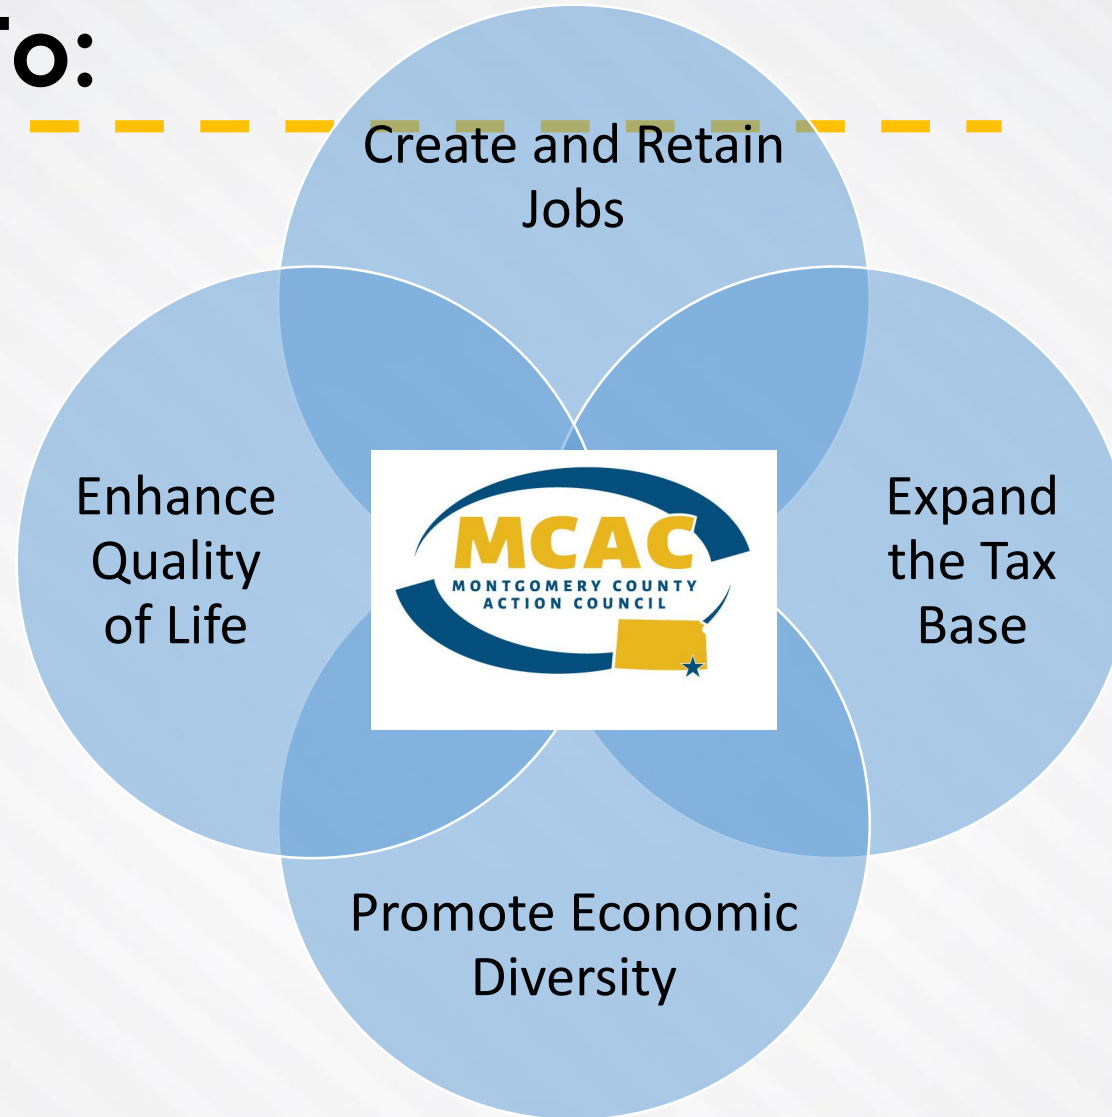 To:
Create and Retain
Jobs
Enhance
Quality
of Life
MCAC
MONTGOMERY COUNTY
ACTION COUNCIL
Expand
the Tax
Base
Promote Economic
Diversity